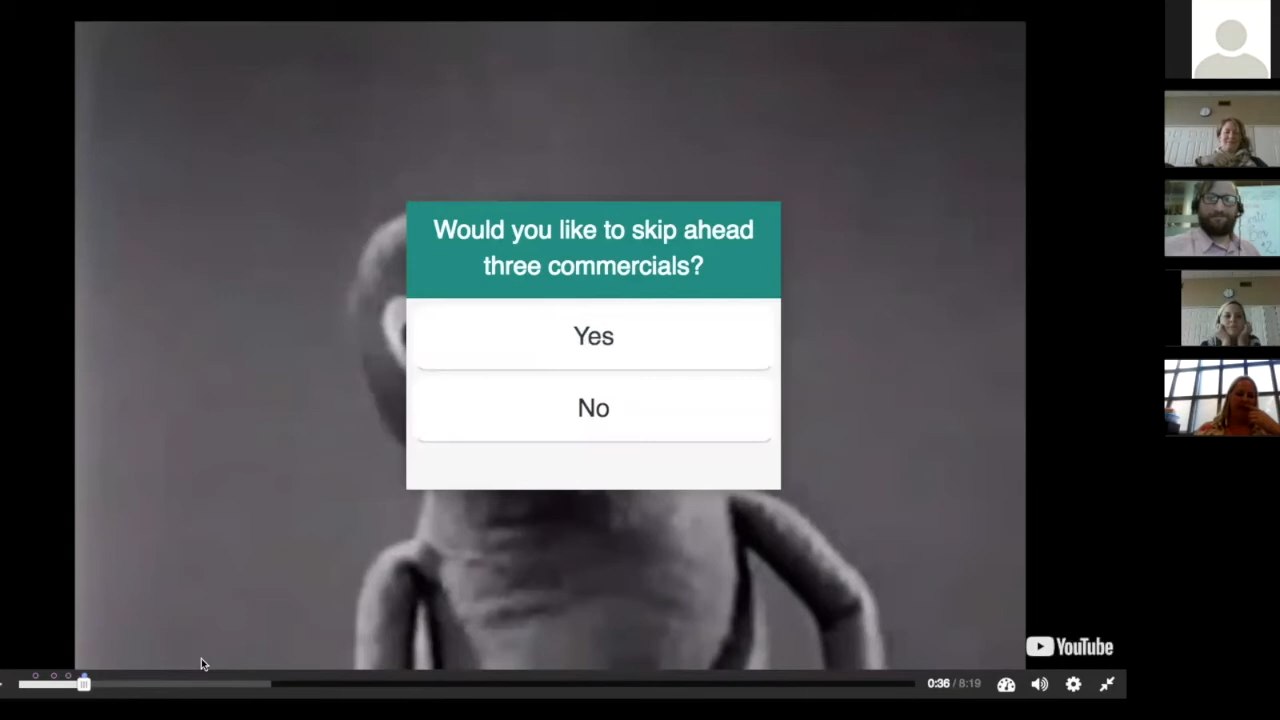 Would you like to skip ahead
three commercials?
Yes
No
YouTube
0:36 / 8:19